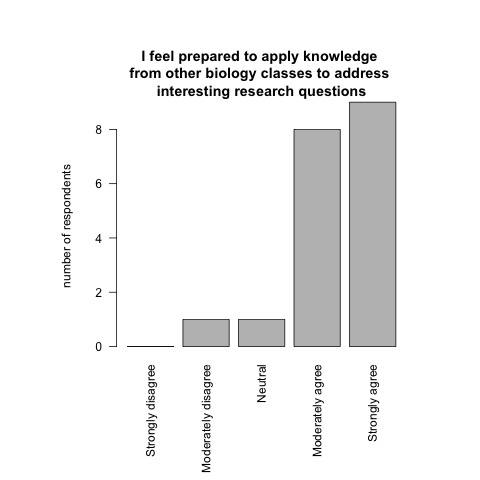 I feel prepared to apply knowledge
from other biology classes to address
interesting research questions
number of respondents
8
6
4
2
0
Strongly disagree
Moderately disagree
Neutral
Moderately agree
Strongly agree